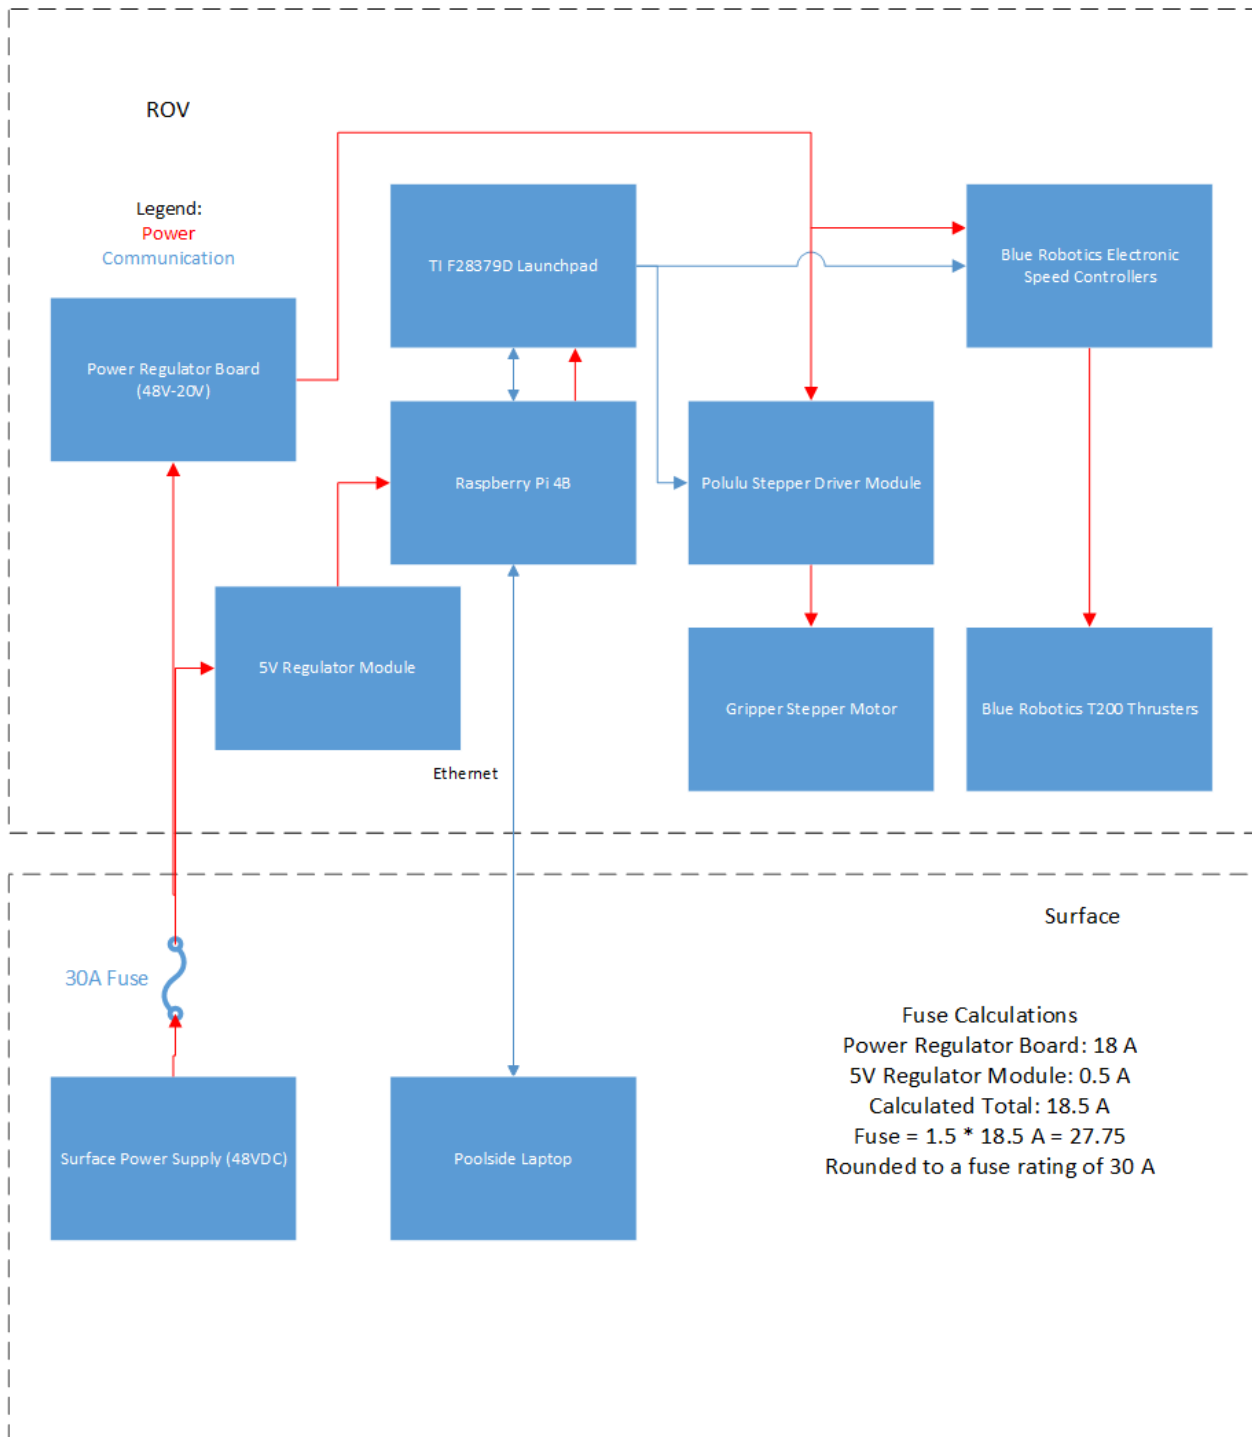 ROV
Legend:
Power
Communication
TI F28379D Launchpad
Blue Robotics Electronic
Speed Controllers
Power Regulator Board
(48V-20V)
Raspberry Pi 4B
Polulu Stepper Driver Module
5V Regulator Module
Gripper Stepper Motor
Blue Robotics T200 Thrusters
Ethernet
Surface
30A Fuse
Fuse Calculations
Power Regulator Board: 18 A
5V Regulator Module: 0.5 A
Calculated Total: 18.5 A
Fuse = 1.5 * 18.5 A = 27.75
Rounded to a fuse rating of 30 A
Surface Power Supply (48VDC)
Poolside Laptop